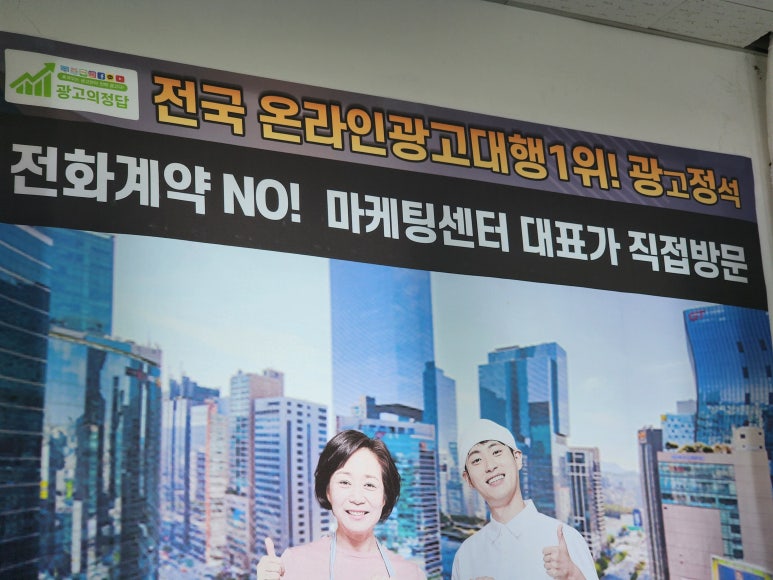 광고의정답
전국 온라인광고대행1위! 광고정석
전화계약 NO! 마케팅센터 대표가 직접방문